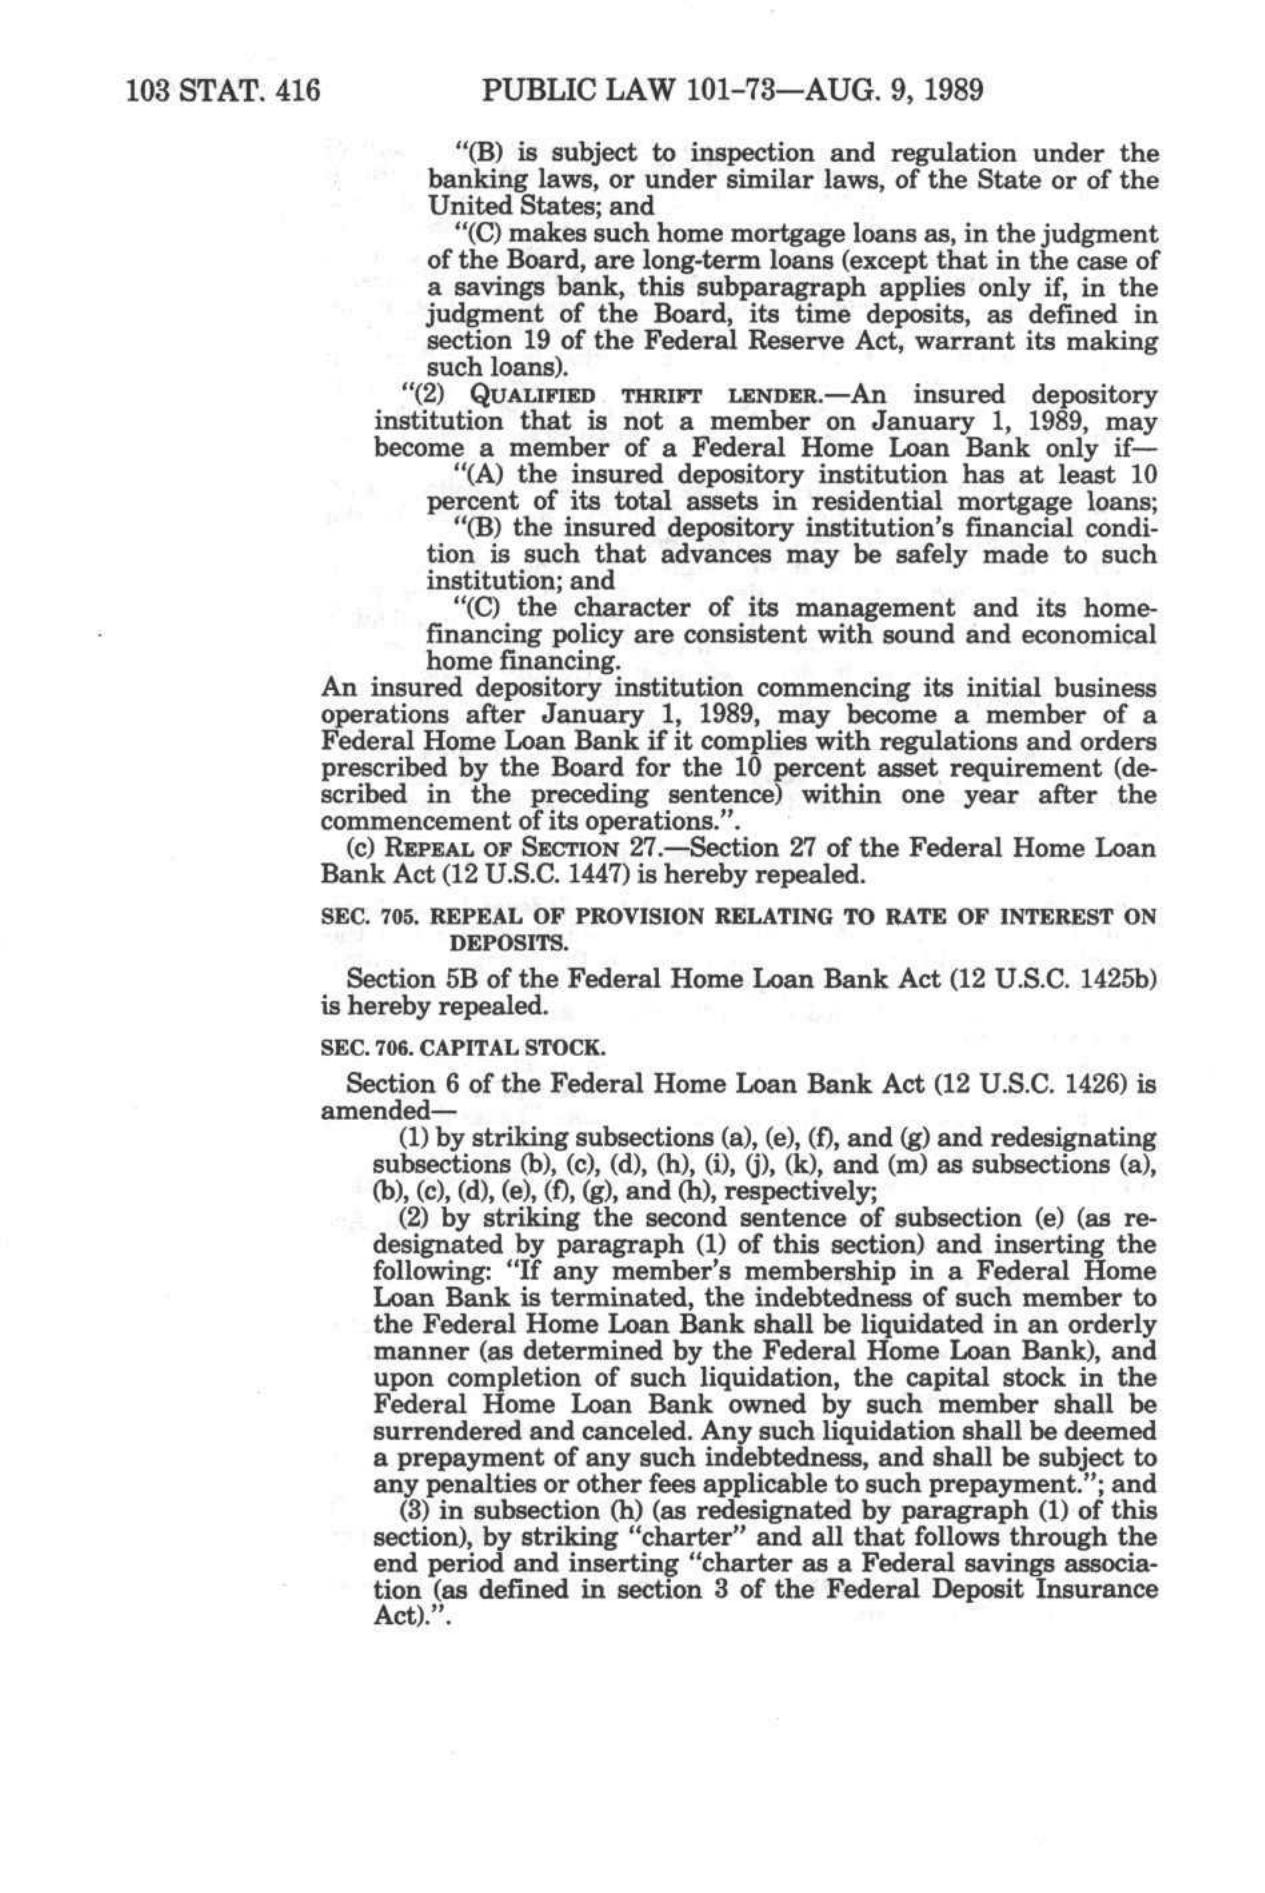 103 STAT. 416 PUBLIC LAW 101-73—AUG. 9, 1989
"(B) is subject to inspection and regulation under the
banking laws, or under similar laws, of the State or of the
United States; and
"(C) makes such home mortgage loans as, in the judgment
of the Board, are long-term loans (except that in the case of
a savings bank, this subparagraph applies only if, in the
judgment of the Board, its time deposits, as defined in
section 19 of the Federal Reserve Act, warrant its making
such loans).
"(2) QUALIFIED THRIFT LENDER.—An insured depository
institution that is not a member on January 1, 1989, may
become a member of a Federal Home Loan Bank only if—
"(A) the insured depository institution has at least 10
percent of its total assets in residential mortgage loans;
"(B) the insured depository institution's financial condi-
tion is such that advances may be safely made to such
institution; and
"(C) the character of its management and its home-
financing policy are consistent with sound and economical
home financing.
An insured depository institution commencing its initial business
operations after January 1, 1989, may become a member of a
Federal Home Loan Bank if it complies with regulations and orders
prescribed by the Board for the 10 percent asset requirement (de-
scribed in the preceding sentence) within one year after the
commencement of its operations.".
(c) REPEAL OF SECTION 27.—Section 27 of the Federal Home Loan
Bank Act (12 U.S.C. 1447) is hereby repealed.
SEC. 705. REPEAL OF PROVISION RELATING TO RATE OF INTEREST ON
DEPOSITS.
Section 5B of the Federal Home Loan Bank Act (12 U.S.C. 1425b)
is hereby repealed.
SEC. 706. CAPITAL STOCK.
Section 6 of the Federal Home Loan Bank Act (12 U.S.C. 1426) is
amended—
(1) by striking subsections (a), (e), (f), and (g) and redesignating
subsections (b), (c), (d), (h), (i), (j), (k), and (m) as subsections (a),
(b), (c), (d), (e), (f), (g), and (h), respectively;
(2) by striking the second sentence of subsection (e) (as re-
designated by paragraph (1) of this section) and inserting the
following: "If any member's membership in a Federal Home
Loan Bank is terminated, the indebtedness of such member to
the Federal Home Loan Bank shall be liquidated in an orderly
manner (as determined by the Federal Home Loan Bank), and
upon completion of such liquidation, the capital stock in the
Federal Home Loan Bank owned by such member shall be
surrendered and canceled. Any such liquidation shall be deemed
a prepayment of any such indebtedness, and shall be subject to
any penalties or other fees applicable to such prepayment."; and
(3) in subsection (h) (as redesignated by paragraph (1) of this
section), by striking "charter" and all that follows through the
end period and inserting "charter as a Federal savings associa-
tion (as defined in section 3 of the Federal Deposit Insurance
Act).".